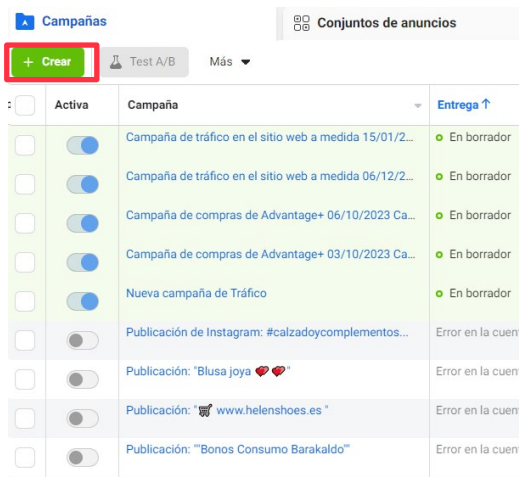 Campañas
Conjuntos de anuncios
+ Crear
Test A/B
Más
Activa
Campaña
Entrega ↑
Campaña de tráfico en el sitio web a medida 15/01/2...
En borrador
Campaña de tráfico en el sitio web a medida 06/12/2...
En borrador
Campaña de compras de Advantage+ 06/10/2023 Ca...
En borrador
Campaña de compras de Advantage+ 03/10/2023 Ca...
En borrador
Nueva campaña de Tráfico
En borrador
Publicación de Instagram: #calzadoycomplementos...
Error en la cuen
Publicación: "Blusa joya 💕💕"
Error en la cuen
Publicación: "🛒 www.helenshoes.es "
Error en la cuen
Publicación: ""Bonos Consumo Barakaldo""
Error en la cuen